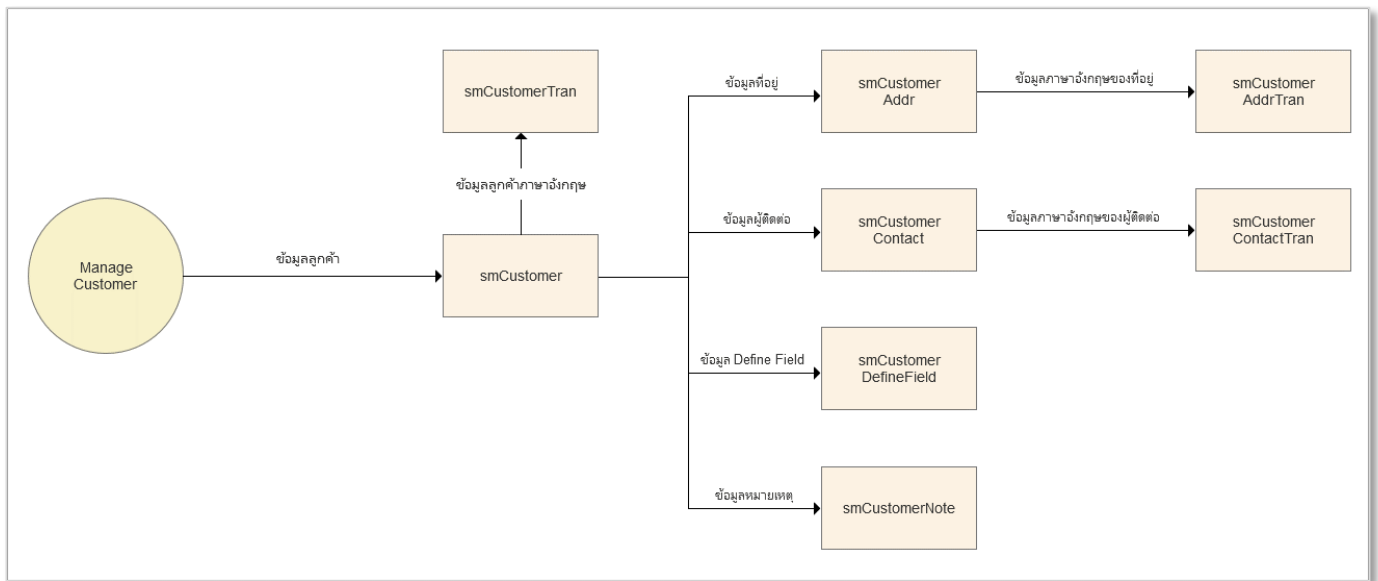 smCustomerTran
ข้อมูลที่อยู่
smCustomer
Addr
ข้อมูลภาษาอังกฤษของที่อยู่
smCustomer
AddrTran
ข้อมูลลูกค้าภาษาอังกฤษ
ข้อมูลผู้ติดต่อ
smCustomer
Contact
ข้อมูลภาษาอังกฤษของผู้ติดต่อ
smCustomer
ContactTran
Manage
Customer
ข้อมูลลูกค้า
smCustomer
ข้อมูล Define Field
smCustomer
DefineField
ข้อมูลหมายเหตุ
smCustomerNote